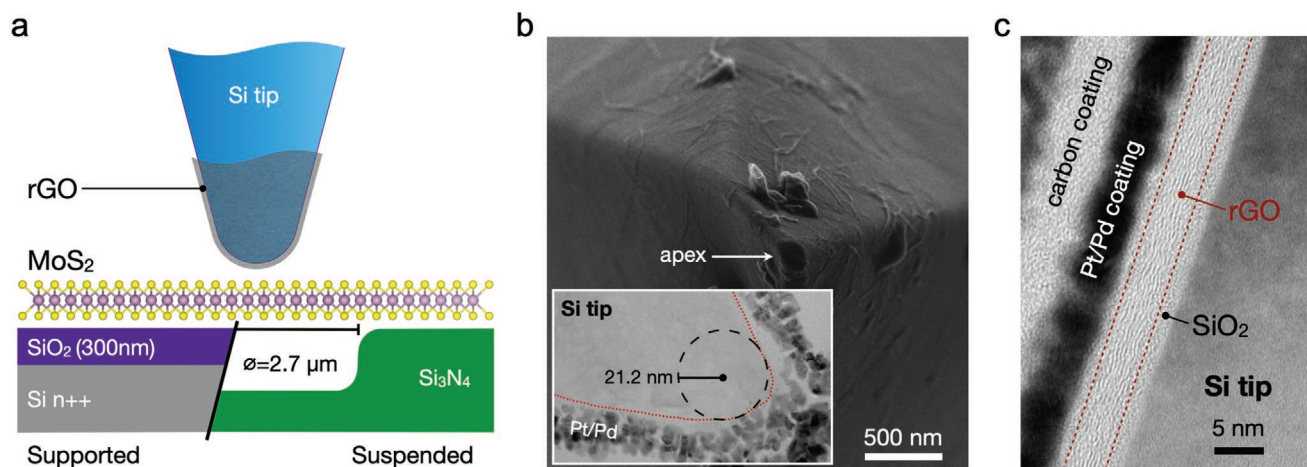 a
Si tip
rGO
MoS₂
SiO₂ (300nm)
Si n++
ø=2.7 µm
Si₃N₄
Supported
Suspended
b
apex
Si tip
21.2 nm
Pt/Pd
500 nm
c
carbon coating
Pt/Pd coating
rGO
SiO₂
Si tip
5 nm